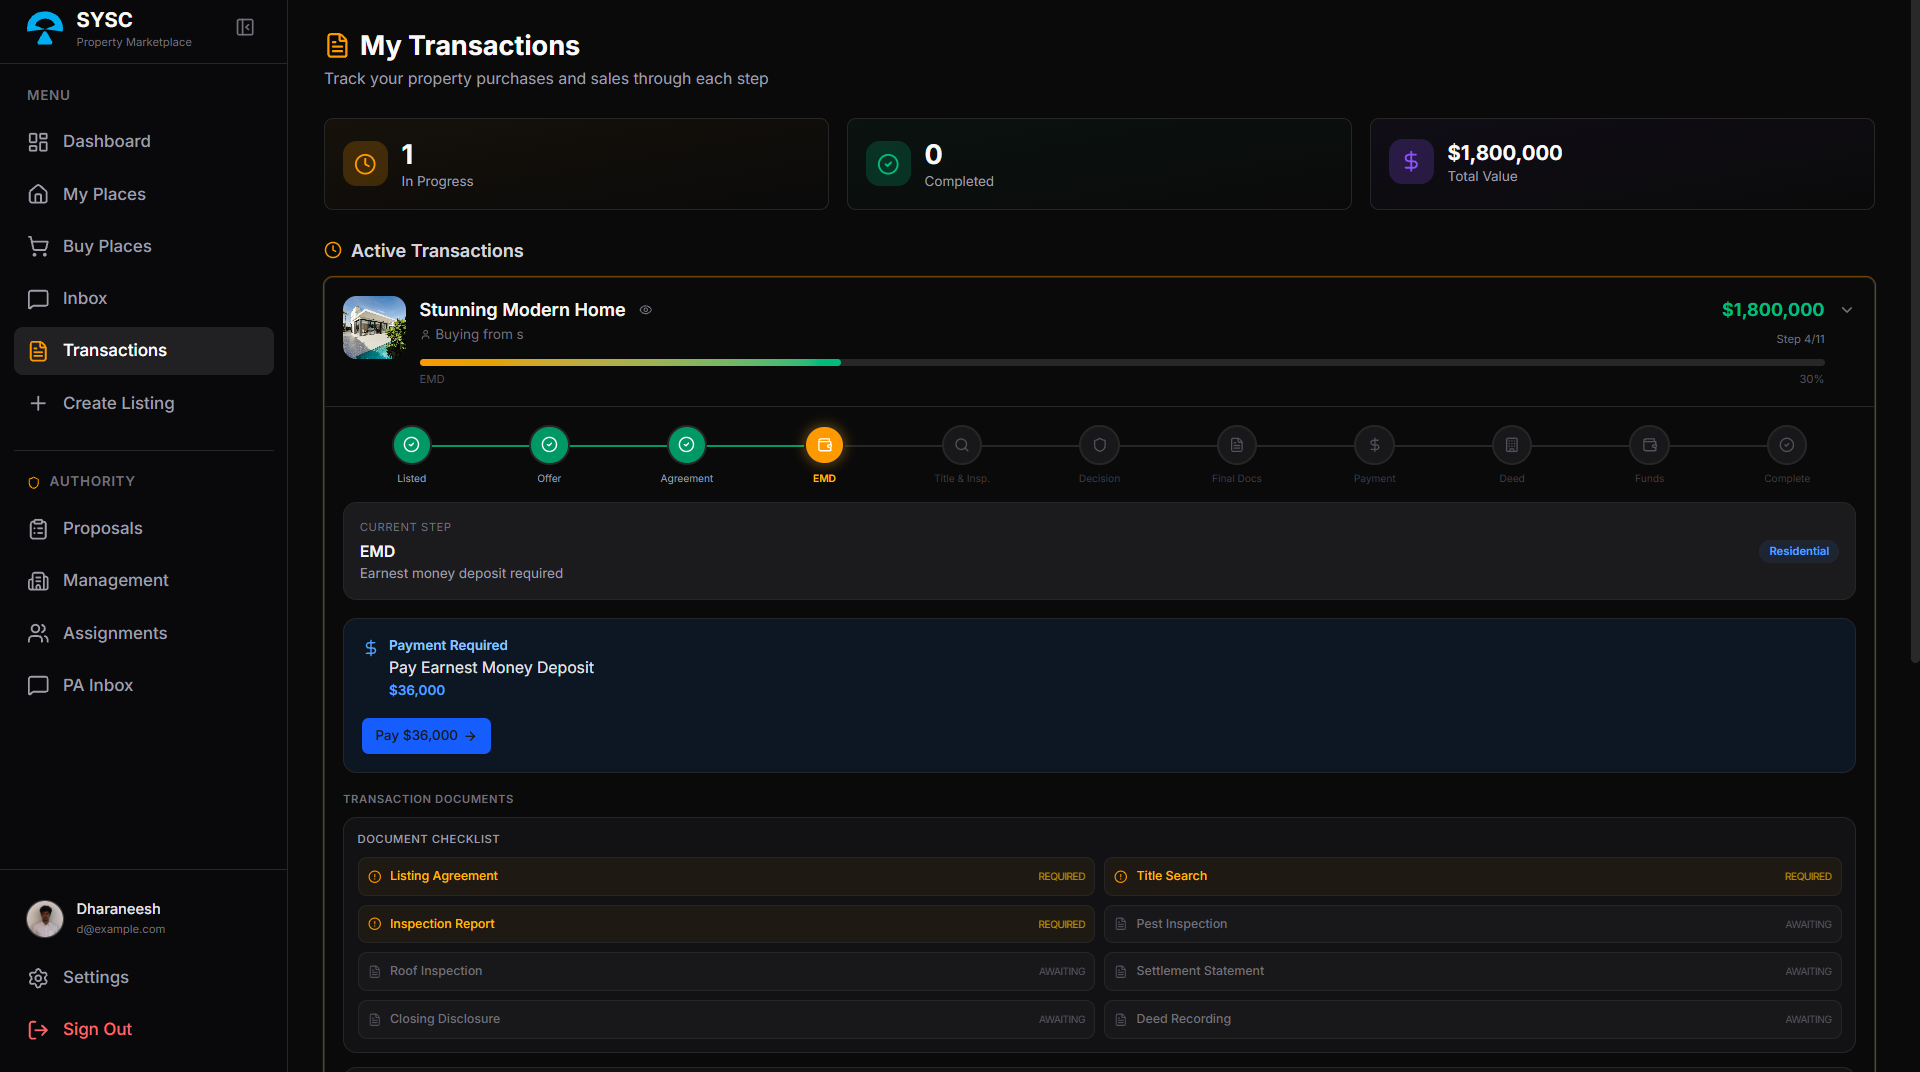 SYSC
Property Marketplace
MENU
Dashboard
My Places
Buy Places
Inbox
Transactions
Create Listing
AUTHORITY
Proposals
Management
Assignments
PA Inbox
Dharaneesh
d@example.com
Settings
Sign Out
My Transactions
Track your property purchases and sales through each step
1
In Progress
0
Completed
$1,800,000
Total Value
Active Transactions
Stunning Modern Home
$1,800,000
Buying from s
Step 4/11
EMD
30%
Listed
Offer
Agreement
EMD
Title & Insp.
Decision
Final Docs
Payment
Deed
Funds
Complete
CURRENT STEP
EMD
Earnest money deposit required
Residential
Payment Required
Pay Earnest Money Deposit
$36,000
Pay $36,000 →
TRANSACTION DOCUMENTS
DOCUMENT CHECKLIST
Listing Agreement REQUIRED
Title Search REQUIRED
Inspection Report REQUIRED
Pest Inspection AWAITING
Roof Inspection AWAITING
Settlement Statement AWAITING
Closing Disclosure AWAITING
Deed Recording AWAITING